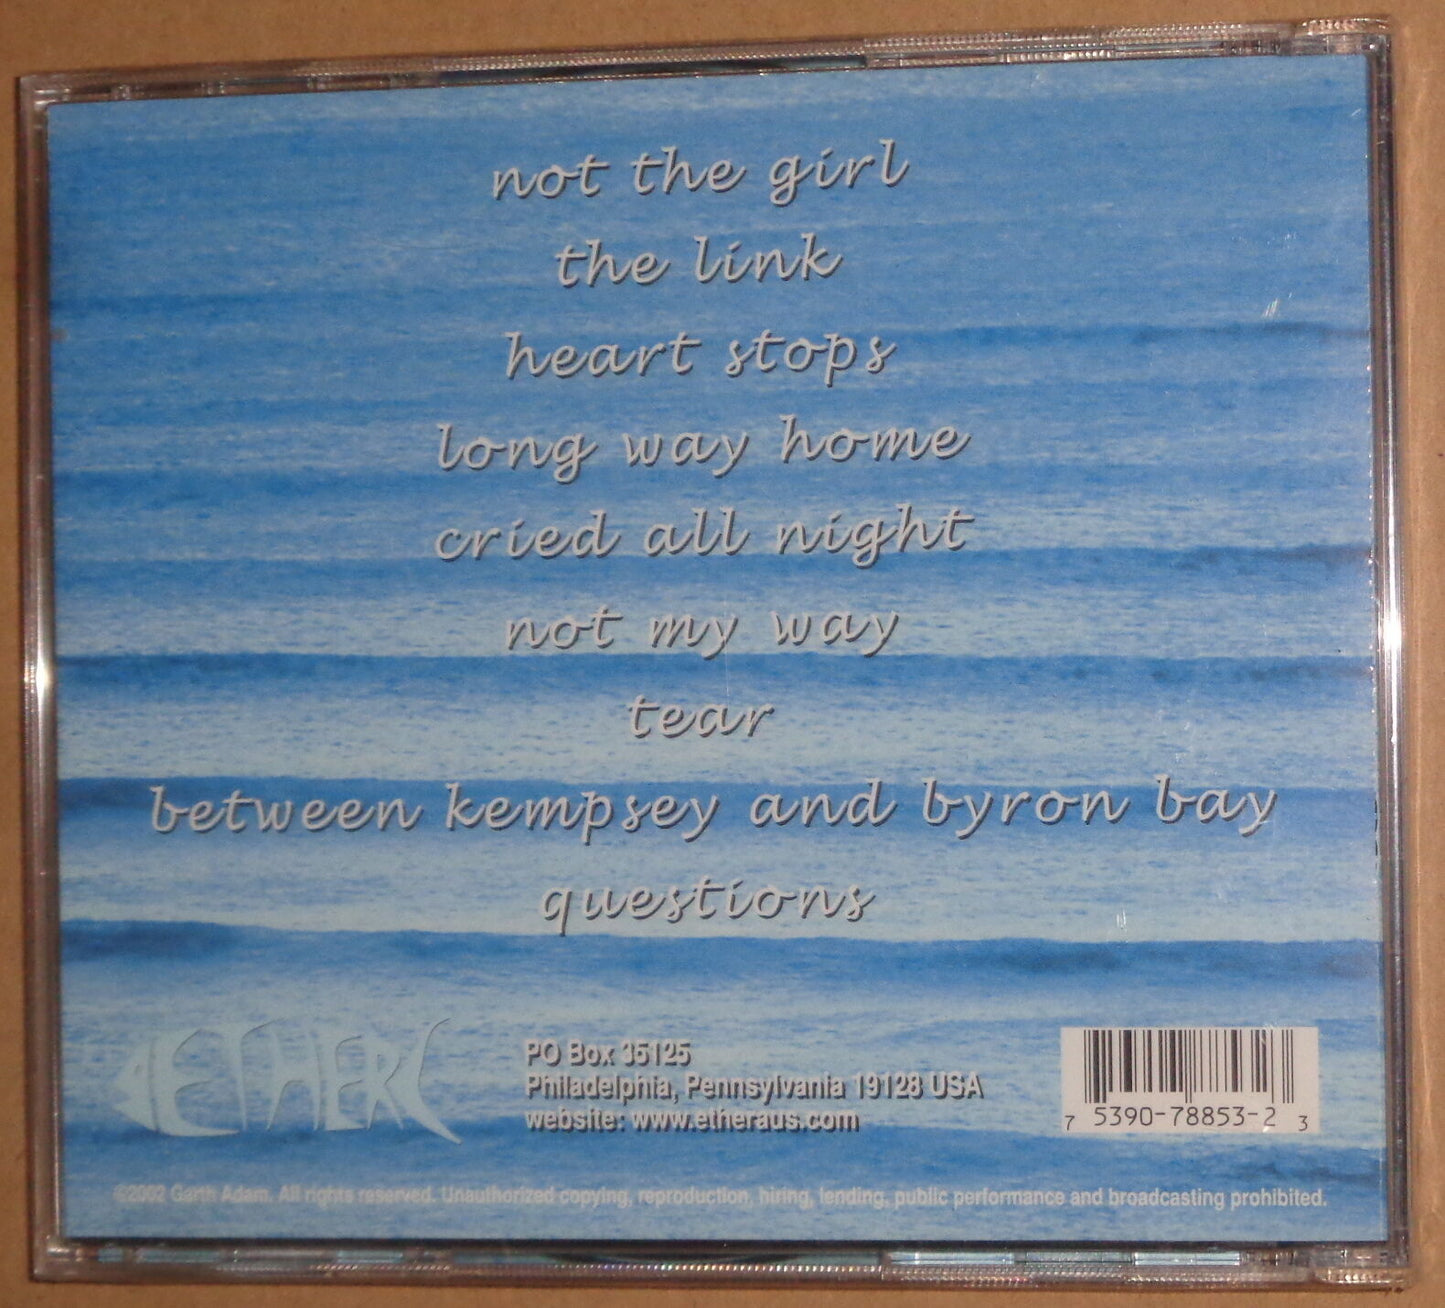 not the girl
the link
heart stops
long way home
cried all night
not my way
tear
between kempsey and byron bay
questions
ETHER
PO Box 35125
Philadelphia, Pennsylvania 19128 USA
website: www.etheraus.com
7 5390-78853-2 3
©2002 Garth Adam. All rights reserved. Unauthorized copying, reproduction, hiring, lending, public performance and broadcasting prohibited.